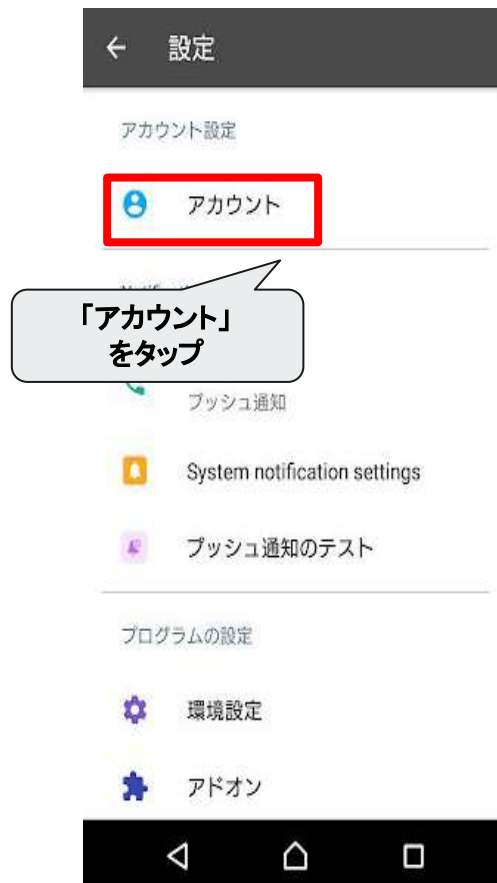 設定
アカウント設定
アカウント
「アカウント」
をタップ
プッシュ通知
System notification settings
プッシュ通知のテスト
プログラムの設定
環境設定
アドオン